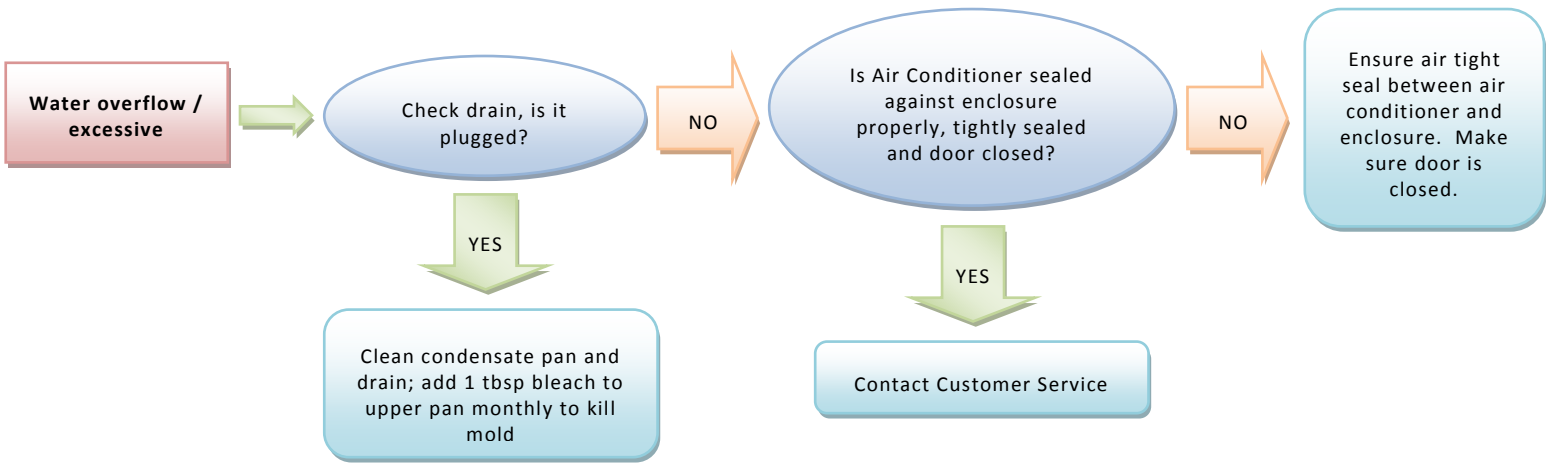 Water overflow /
excessive
Check drain, is it
plugged?
NO
Is Air Conditioner sealed
against enclosure
properly, tightly sealed
and door closed?
NO
Ensure air tight
seal between air
conditioner and
enclosure.  Make
sure door is
closed.
YES
Clean condensate pan and
drain; add 1 tbsp bleach to
upper pan monthly to kill
mold
YES
Contact Customer Service